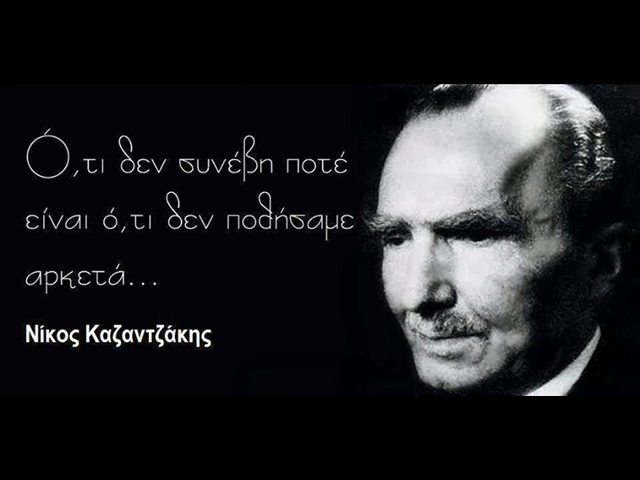 Ό,τι δεν συνέβη ποτέ
είναι ό,τι δεν ποθήσαμε
αρκετά...
Νίκος Καζαντζάκης